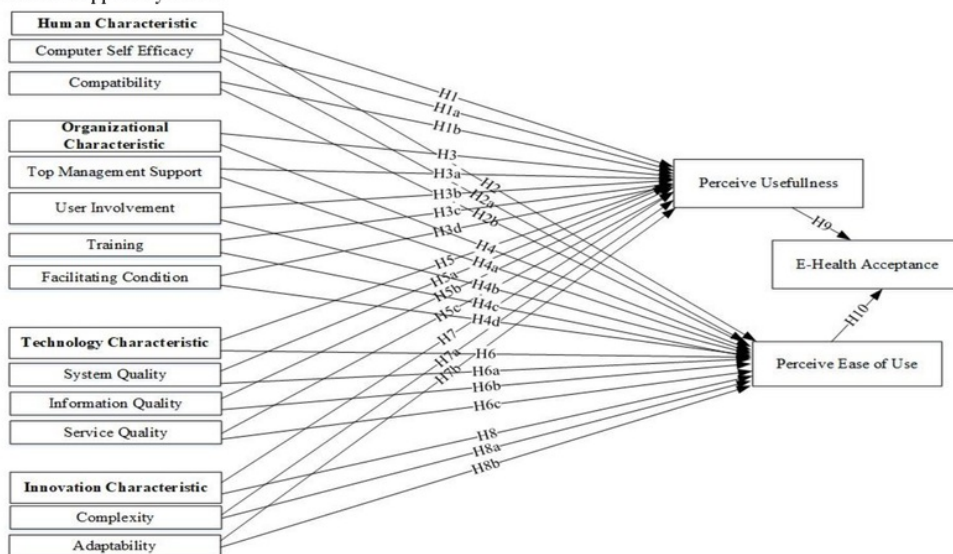 Human Characteristic
Computer Self Efficacy
Compatibility
Organizational
Characteristic
Top Management Support
User Involvement
Training
Facilitating Condition
Technology Characteristic
System Quality
Information Quality
Service Quality
Innovation Characteristic
Complexity
Adaptability
H1
H1a
H1b
H3
H3a
H3b
H3c
H3d
H2
H2a
H2b
H5
H5a
H5b
H5c
H4
H4a
H4b
H4c
H4d
H7
H7a
H7b
H6
H6a
H6b
H6c
H8
H8a
H8b
Perceive Usefullness
H9
E-Health Acceptance
H10
Perceive Ease of Use